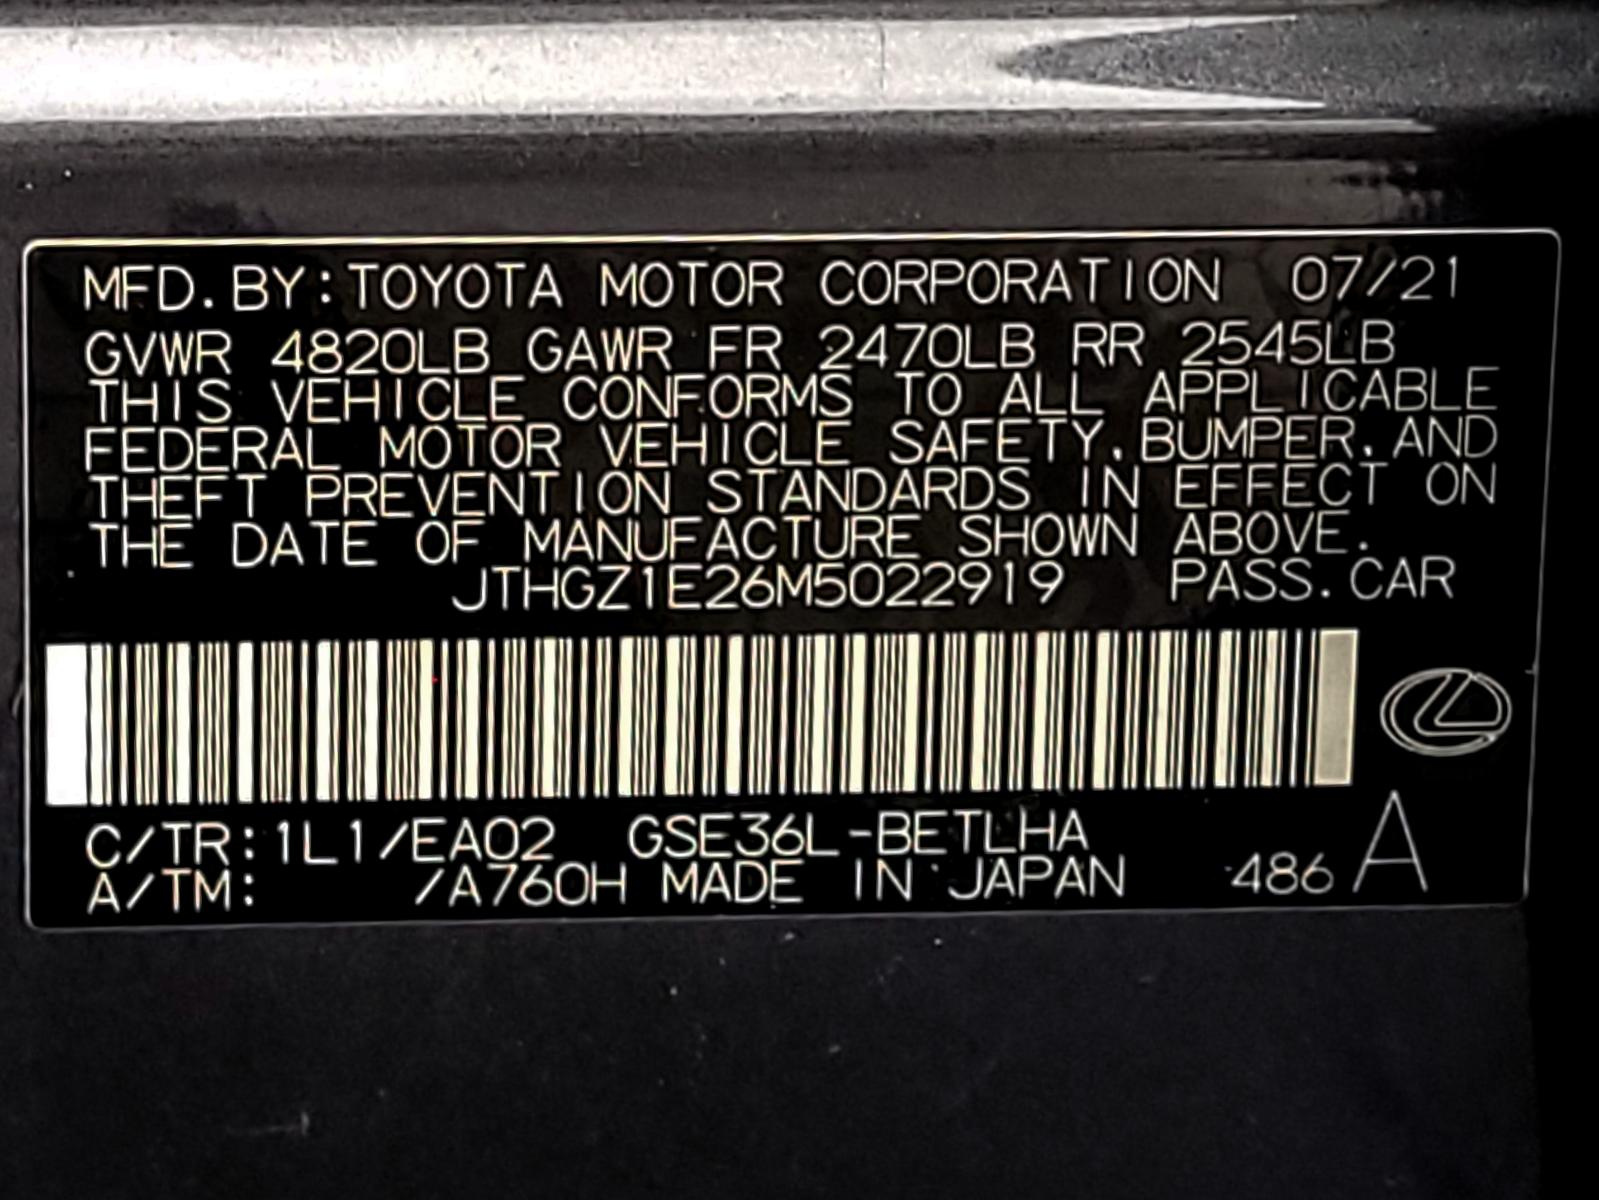 MFD. BY: TOYOTA MOTOR CORPORATION 07/21
GVWR 4820LB GAWR FR 2470LB RR 2545LB
THIS VEHICLE CONFORMS TO ALL APPLICABLE
FEDERAL MOTOR VEHICLE SAFETY, BUMPER, AND
THEFT PREVENTION STANDARDS IN EFFECT ON
THE DATE OF MANUFACTURE SHOWN ABOVE.
JTHGZ1E26M5022919 PASS. CAR
C/TR: 1L1/EA02 GSE36L-BETLHA
A/TM: /A760H MADE IN JAPAN 486 A